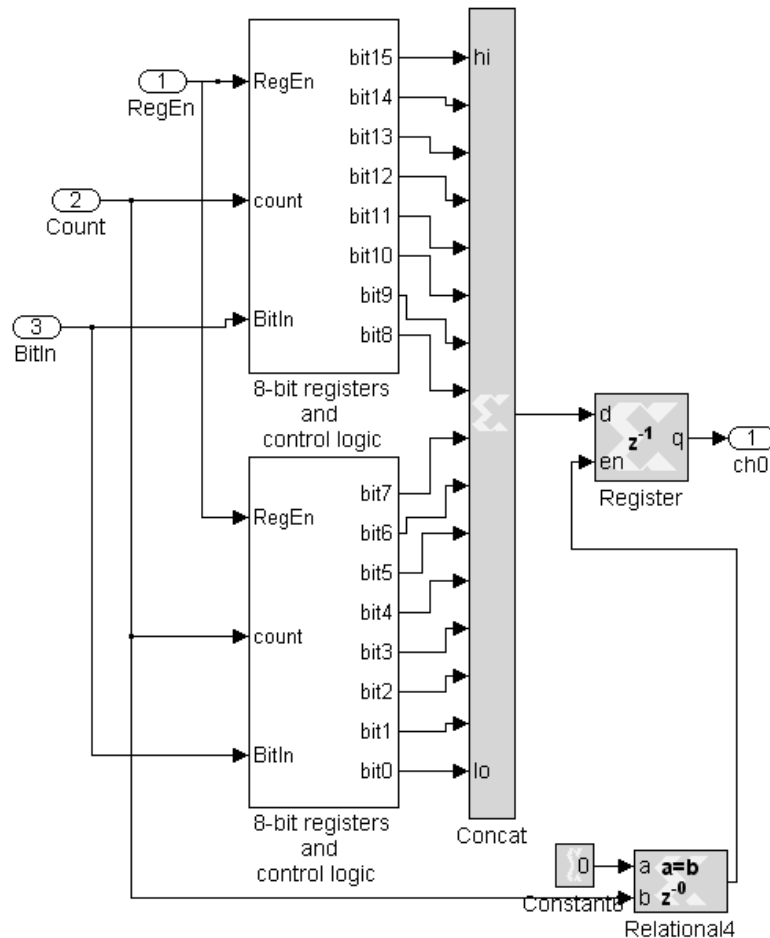 1
RegEn
2
Count
3
BitIn
RegEn
count
BitIn
bit15
bit14
bit13
bit12
bit11
bit10
bit9
bit8
8-bit registers
and
control logic
RegEn
count
BitIn
bit7
bit6
bit5
bit4
bit3
bit2
bit1
bit0
8-bit registers
and
control logic
hi
lo
Concat
d
en
z-1
q
Register
1
ch0
0
Constant6
a
b
a=b
z-0
Relational4